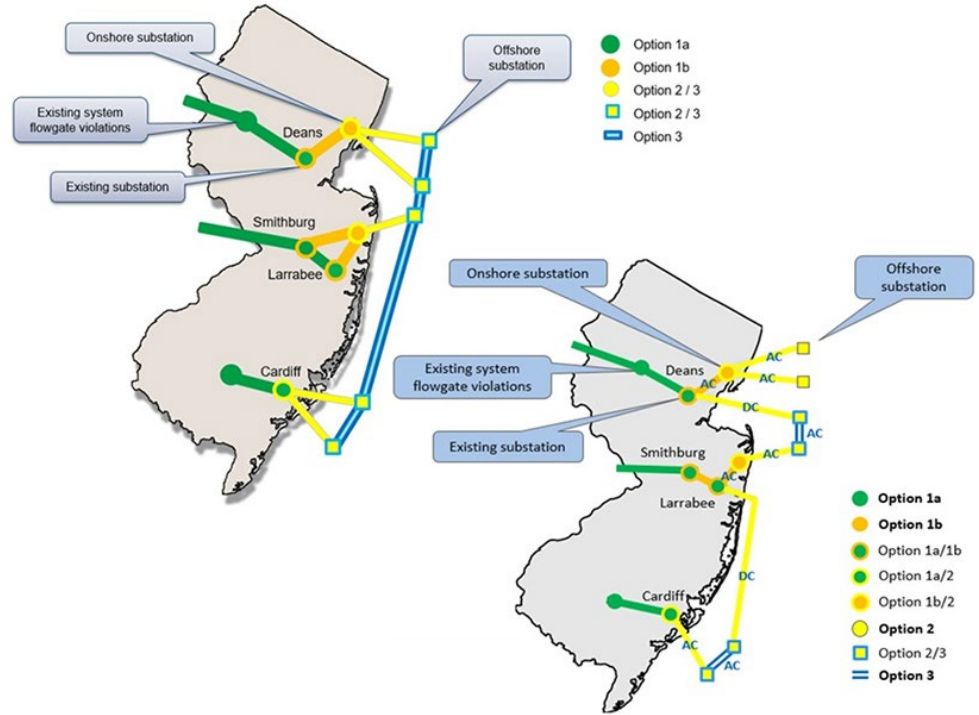 Onshore substation
Offshore
substation
Option 1a
Option 1b
Option 2 / 3
Option 2 / 3
Option 3
Existing system
flowgate violations
Deans
Existing substation
Smithburg
Larrabee
Cardiff
Onshore substation
Offshore
substation
Existing system
flowgate violations
Deans
AC
AC
AC
DC
AC
Existing substation
Smithburg
AC
AC
Larrabee
DC
Cardiff
AC
AC
Option 1a
Option 1b
Option 1a/1b
Option 1a/2
Option 1b/2
Option 2
Option 2/3
Option 3